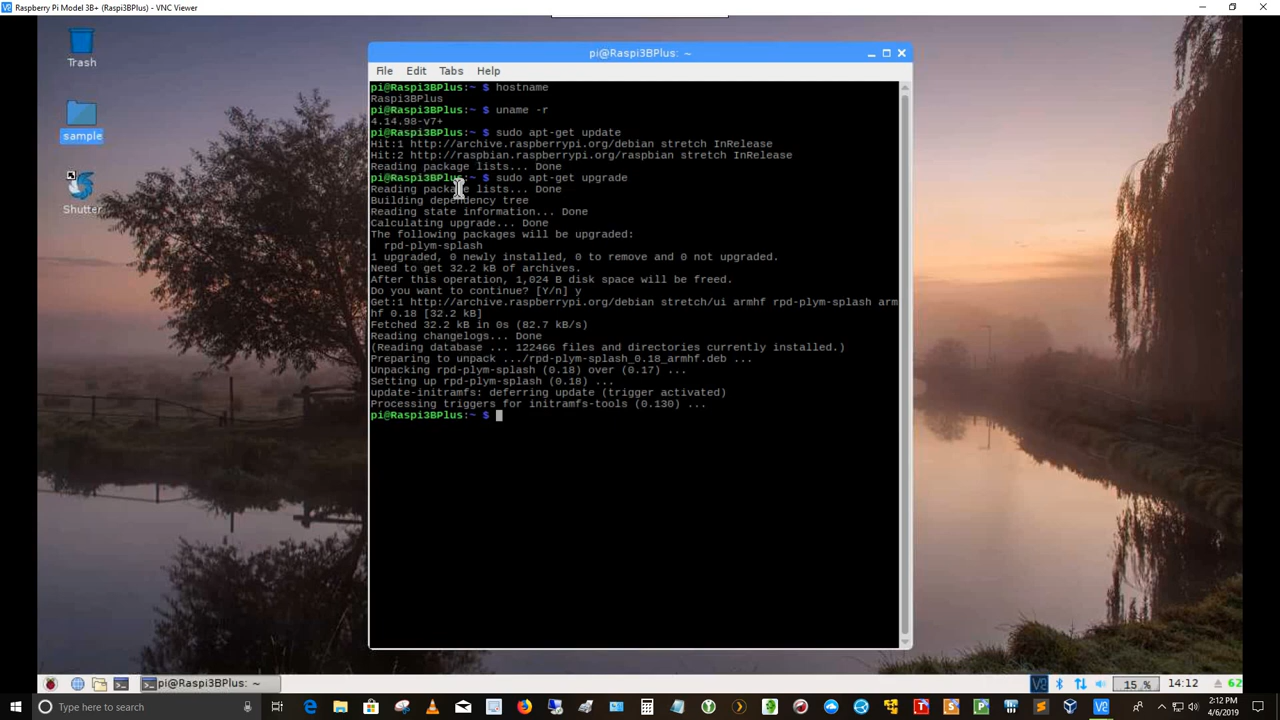 Raspberry Pi Model 3B+ (Raspi3BPlus) - VNC Viewer
Trash
sample
Shutter
pi@Raspi3BPlus: ~
File Edit Tabs Help
pi@Raspi3BPlus:~ $ hostname
Raspi3BPlus
pi@Raspi3BPlus:~ $ uname -r
4.14.98-v7+
pi@Raspi3BPlus:~ $ sudo apt-get update
Hit:1 http://archive.raspberrypi.org/debian stretch InRelease
Hit:2 http://raspbian.raspberrypi.org/raspbian stretch InRelease
Reading package lists... Done
pi@Raspi3BPlus:~ $ sudo apt-get upgrade
Reading package lists... Done
Building dependency tree
Reading state information... Done
Calculating upgrade... Done
The following packages will be upgraded:
rpd-plym-splash
1 upgraded, 0 newly installed, 0 to remove and 0 not upgraded.
Need to get 32.2 kB of archives.
After this operation, 1,024 B disk space will be freed.
Do you want to continue? [Y/n] y
Get:1 http://archive.raspberrypi.org/debian stretch/ui armhf rpd-plym-splash arm
hf 0.18 [32.2 kB]
Fetched 32.2 kB in 0s (82.7 kB/s)
Reading changelogs... Done
(Reading database ... 122466 files and directories currently installed.)
Preparing to unpack .../rpd-plym-splash_0.18_armhf.deb ...
Unpacking rpd-plym-splash (0.18) over (0.17) ...
Setting up rpd-plym-splash (0.18) ...
update-initramfs: deferring update (trigger activated)
Processing triggers for initramfs-tools (0.130) ...
pi@Raspi3BPlus:~ $
pi@Raspi3BPlus: ~
15 %
14:12
62
Type here to search
2:12 PM
4/6/2019